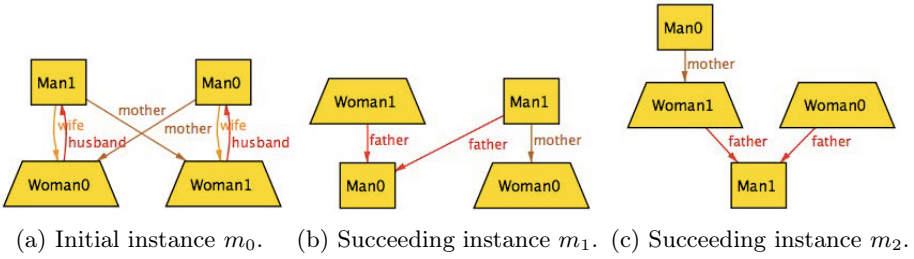 Man1
Man0
mother
mother
wife
husband
wife
husband
Woman0
Woman1
(a) Initial instance m₀.
Woman1
Man1
father
father
mother
Man0
Woman0
(b) Succeeding instance m₁.
Man0
mother
Woman1
Woman0
father
father
Man1
(c) Succeeding instance m₂.